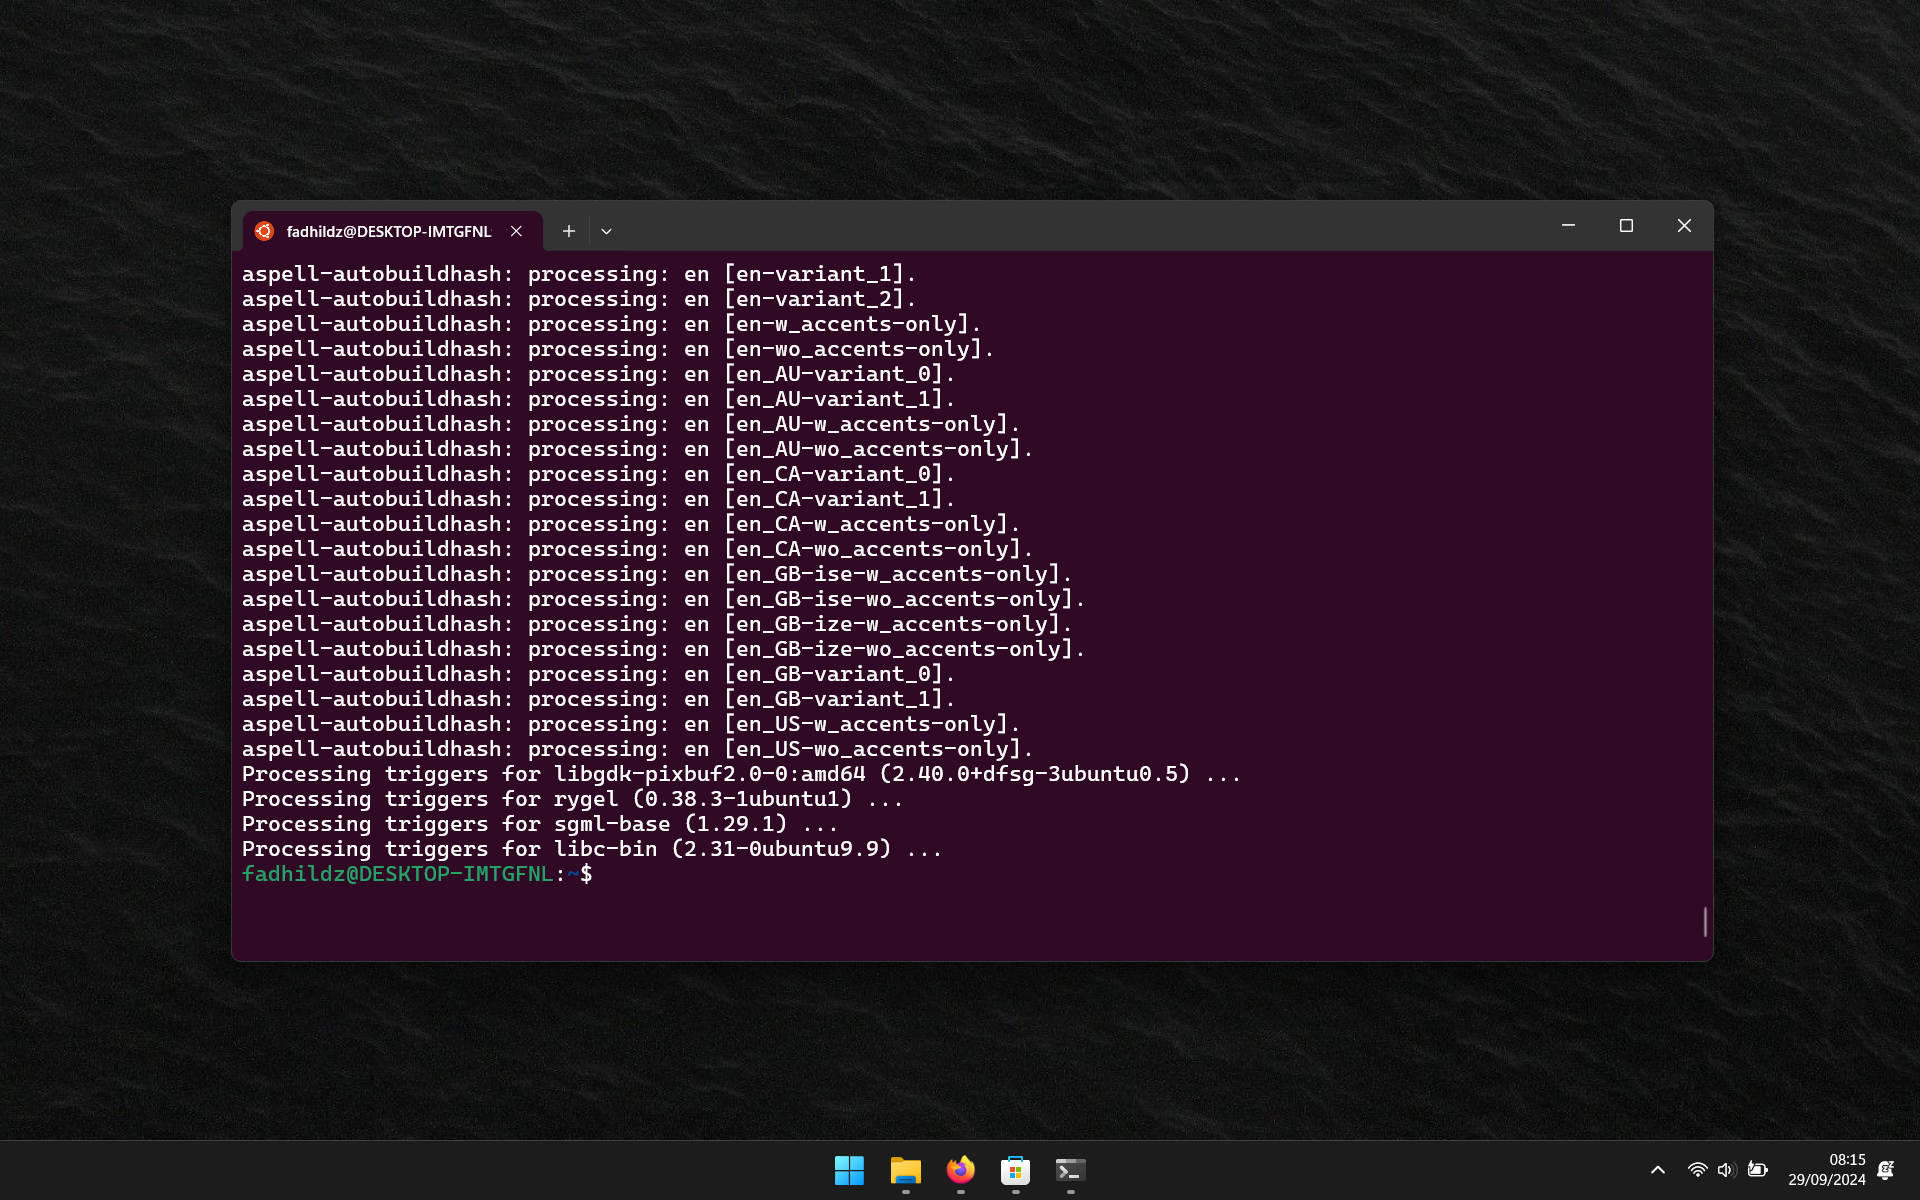 fadhildz@DESKTOP-IMTGFNL
aspell-autobuildhash: processing: en [en-variant_1].
aspell-autobuildhash: processing: en [en-variant_2].
aspell-autobuildhash: processing: en [en-w_accents-only].
aspell-autobuildhash: processing: en [en-wo_accents-only].
aspell-autobuildhash: processing: en [en_AU-variant_0].
aspell-autobuildhash: processing: en [en_AU-variant_1].
aspell-autobuildhash: processing: en [en_AU-w_accents-only].
aspell-autobuildhash: processing: en [en_AU-wo_accents-only].
aspell-autobuildhash: processing: en [en_CA-variant_0].
aspell-autobuildhash: processing: en [en_CA-variant_1].
aspell-autobuildhash: processing: en [en_CA-w_accents-only].
aspell-autobuildhash: processing: en [en_CA-wo_accents-only].
aspell-autobuildhash: processing: en [en_GB-ise-w_accents-only].
aspell-autobuildhash: processing: en [en_GB-ise-wo_accents-only].
aspell-autobuildhash: processing: en [en_GB-ize-w_accents-only].
aspell-autobuildhash: processing: en [en_GB-ize-wo_accents-only].
aspell-autobuildhash: processing: en [en_GB-variant_0].
aspell-autobuildhash: processing: en [en_GB-variant_1].
aspell-autobuildhash: processing: en [en_US-w_accents-only].
aspell-autobuildhash: processing: en [en_US-wo_accents-only].
Processing triggers for libgdk-pixbuf2.0-0:amd64 (2.40.0+dfsg-3ubuntu0.5) ...
Processing triggers for rygel (0.38.3-1ubuntu1) ...
Processing triggers for sgml-base (1.29.1) ...
Processing triggers for libc-bin (2.31-0ubuntu9.9) ...
fadhildz@DESKTOP-IMTGFNL:~$
08:15
29/09/2024